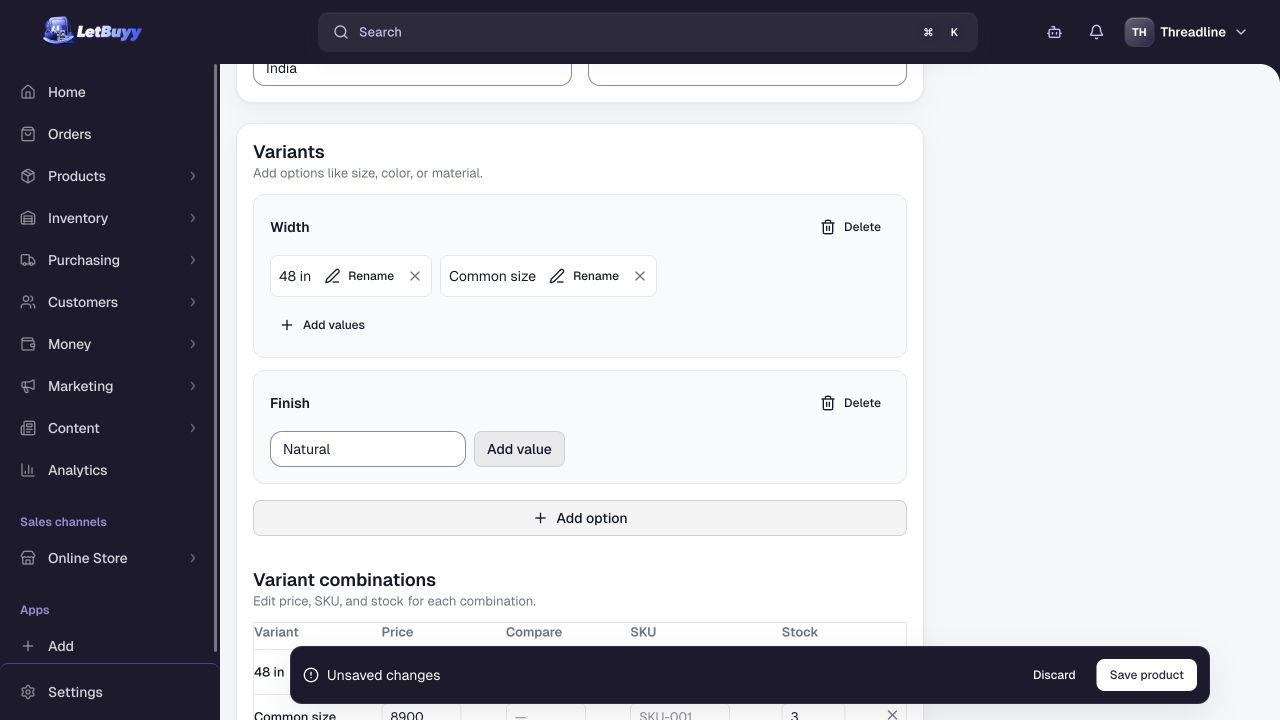 LetBuyy
Search
⌘ K
TH Threadline
Home
Orders
Products
Inventory
Purchasing
Customers
Money
Marketing
Content
Analytics
Sales channels
Online Store
Apps
Add
Settings
India
Variants
Add options like size, color, or material.
Width
Delete
48 in Rename Common size Rename
Add values
Finish
Delete
Natural Add value
Add option
Variant combinations
Edit price, SKU, and stock for each combination.
Variant Price Compare SKU Stock
48 in
Unsaved changes
Discard Save product
Common size 8900 — SKU-001 3